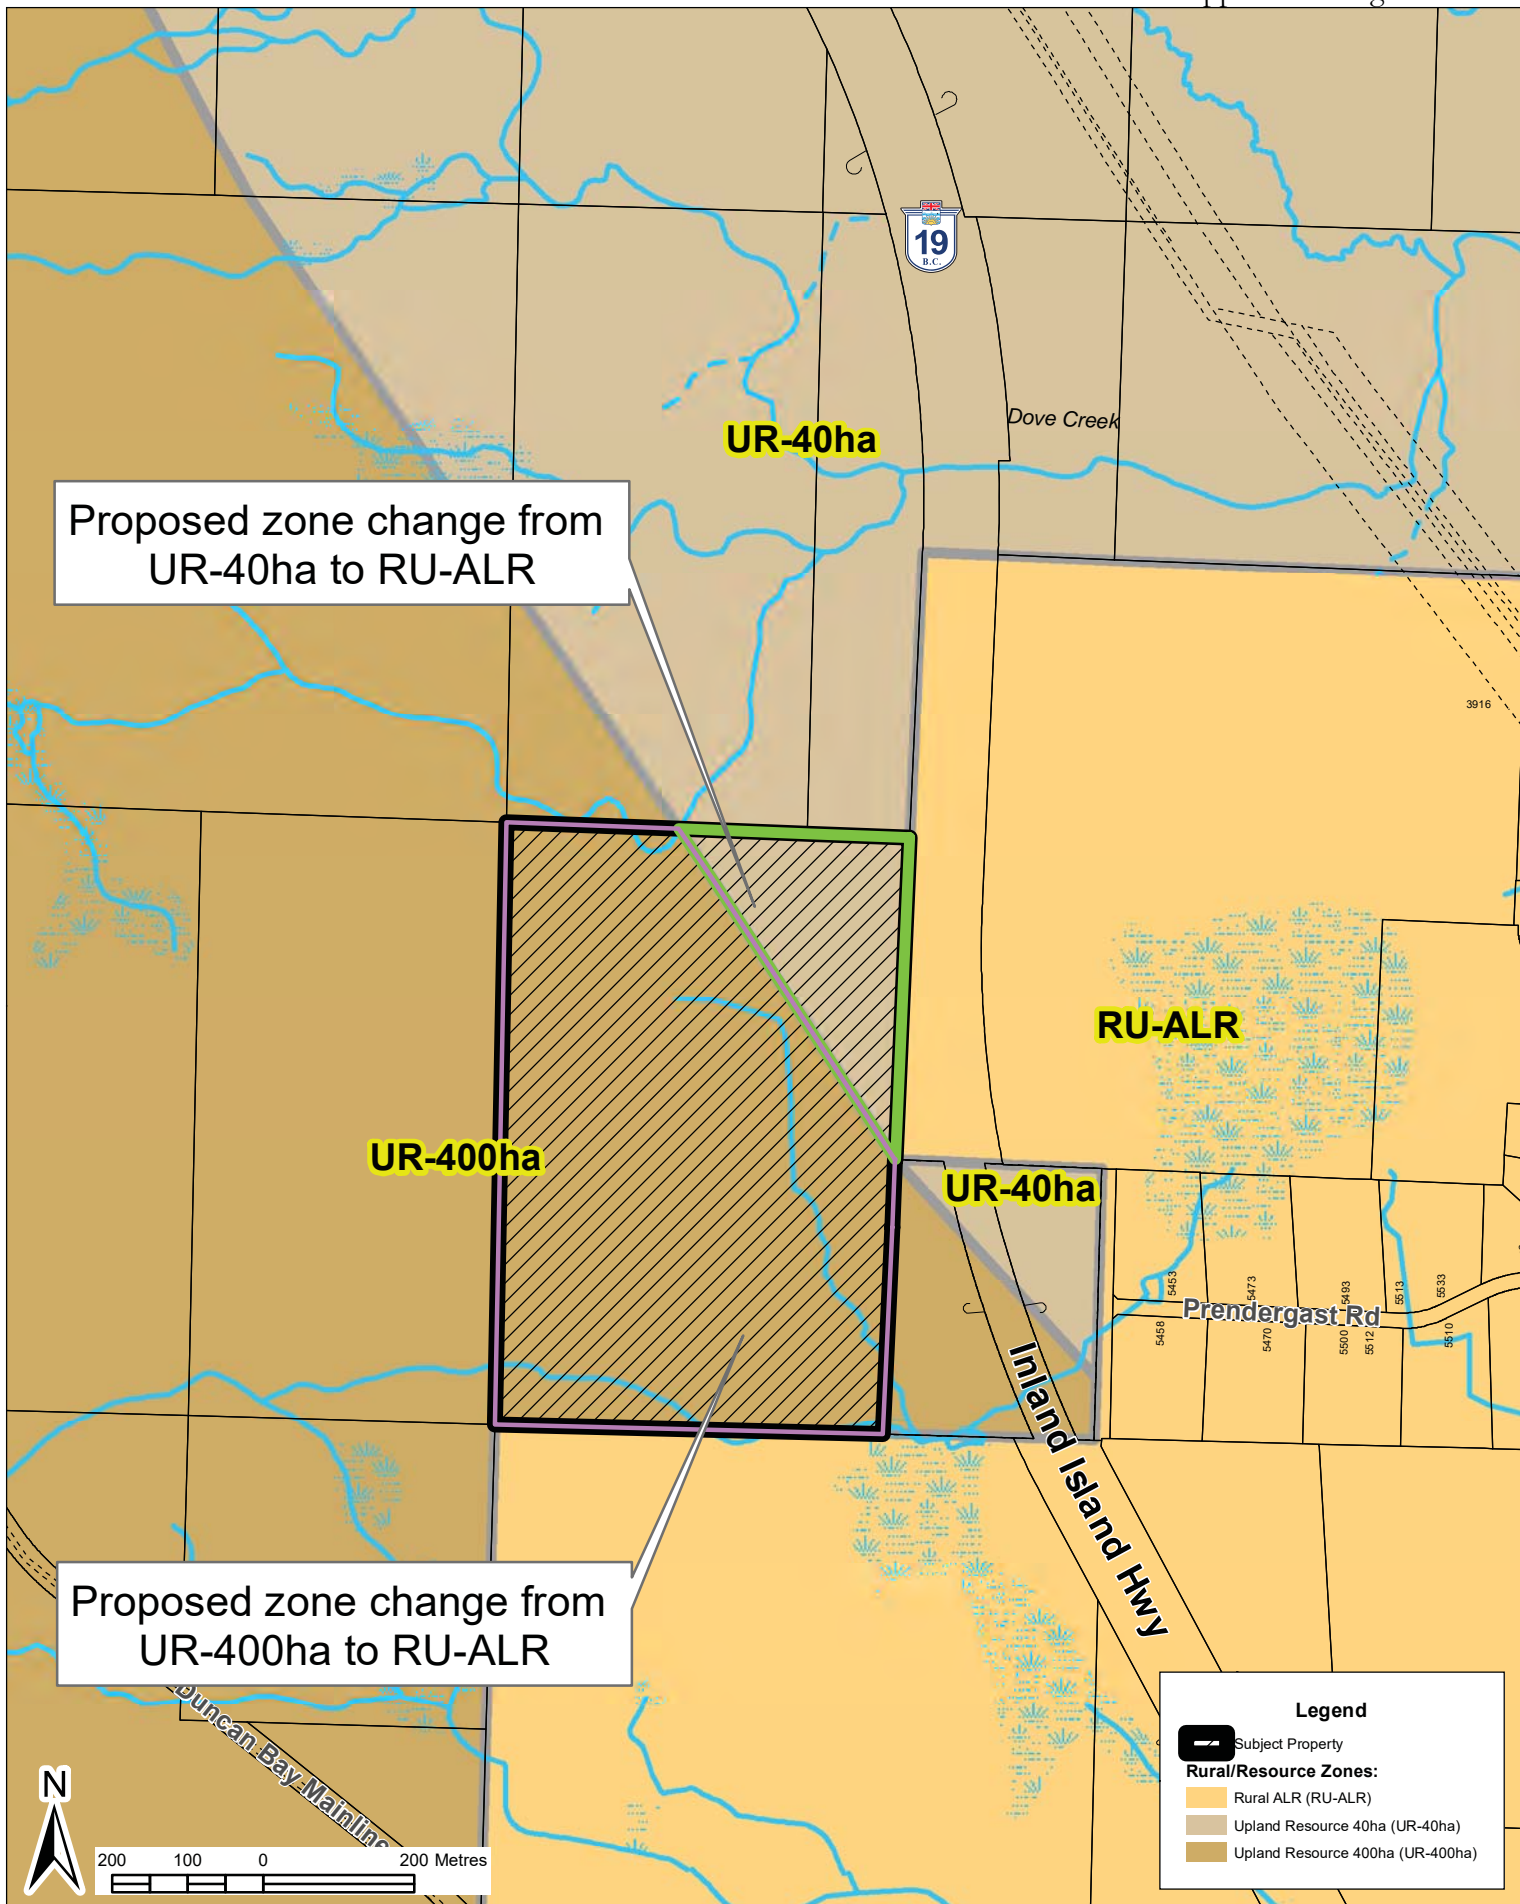 19
B.C.
UR-40ha
Dove Creek
Proposed zone change from
UR-40ha to RU-ALR
3916
RU-ALR
UR-400ha
UR-40ha
5453
5473
5493
5513
5533
Prendergast Rd
5458
5470
5500
5512
5510
Inland Island Hwy
Proposed zone change from
UR-400ha to RU-ALR
Duncan Bay Mainline
N
200 100 0 200 Metres
Legend
Subject Property
Rural/Resource Zones:
Rural ALR (RU-ALR)
Upland Resource 40ha (UR-40ha)
Upland Resource 400ha (UR-400ha)